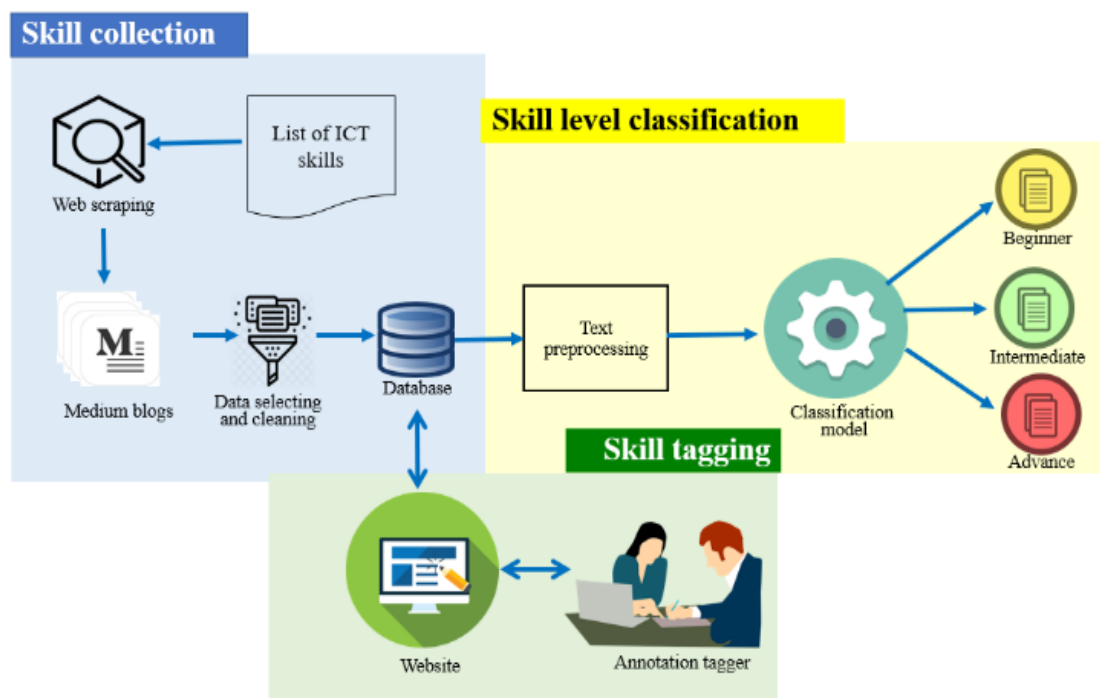 Skill collection
List of ICT
skills
Web scraping
Skill level classification
Beginner
M
Medium blogs
Data selecting
and cleaning
Database
Text
preprocessing
Classification
model
Intermediate
Advance
Skill tagging
Website
Annotation tagger